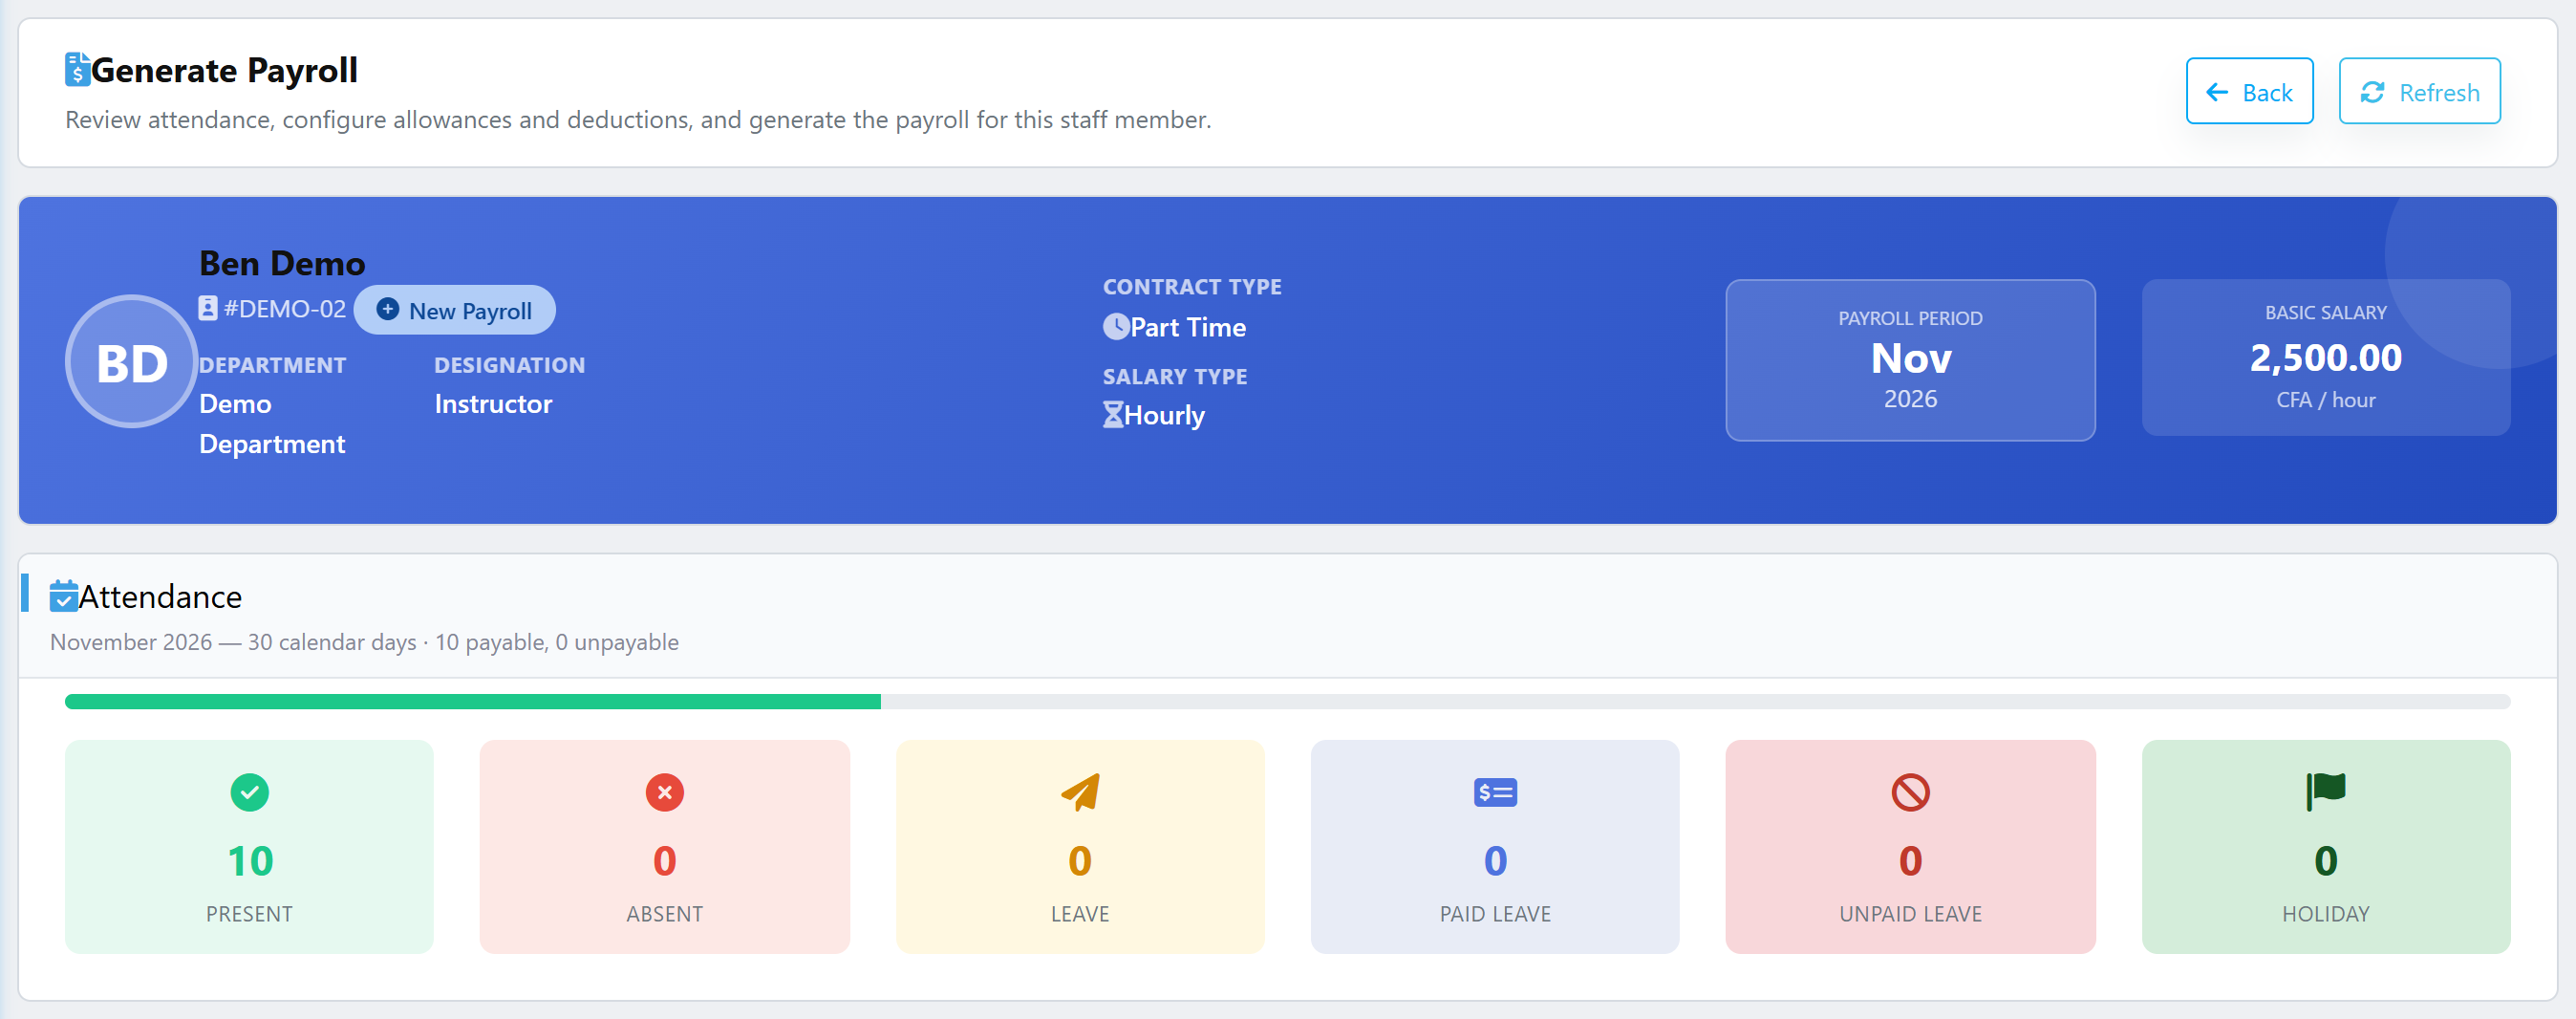 Generate Payroll
Review attendance, configure allowances and deductions, and generate the payroll for this staff member.
Back
Refresh
BD
Ben Demo
#DEMO-02
New Payroll
DEPARTMENT
Demo
Department
DESIGNATION
Instructor
CONTRACT TYPE
Part Time
SALARY TYPE
Hourly
PAYROLL PERIOD
Nov
2026
BASIC SALARY
2,500.00
CFA / hour
Attendance
November 2026 — 30 calendar days · 10 payable, 0 unpayable
10
PRESENT
0
ABSENT
0
LEAVE
0
PAID LEAVE
0
UNPAID LEAVE
0
HOLIDAY